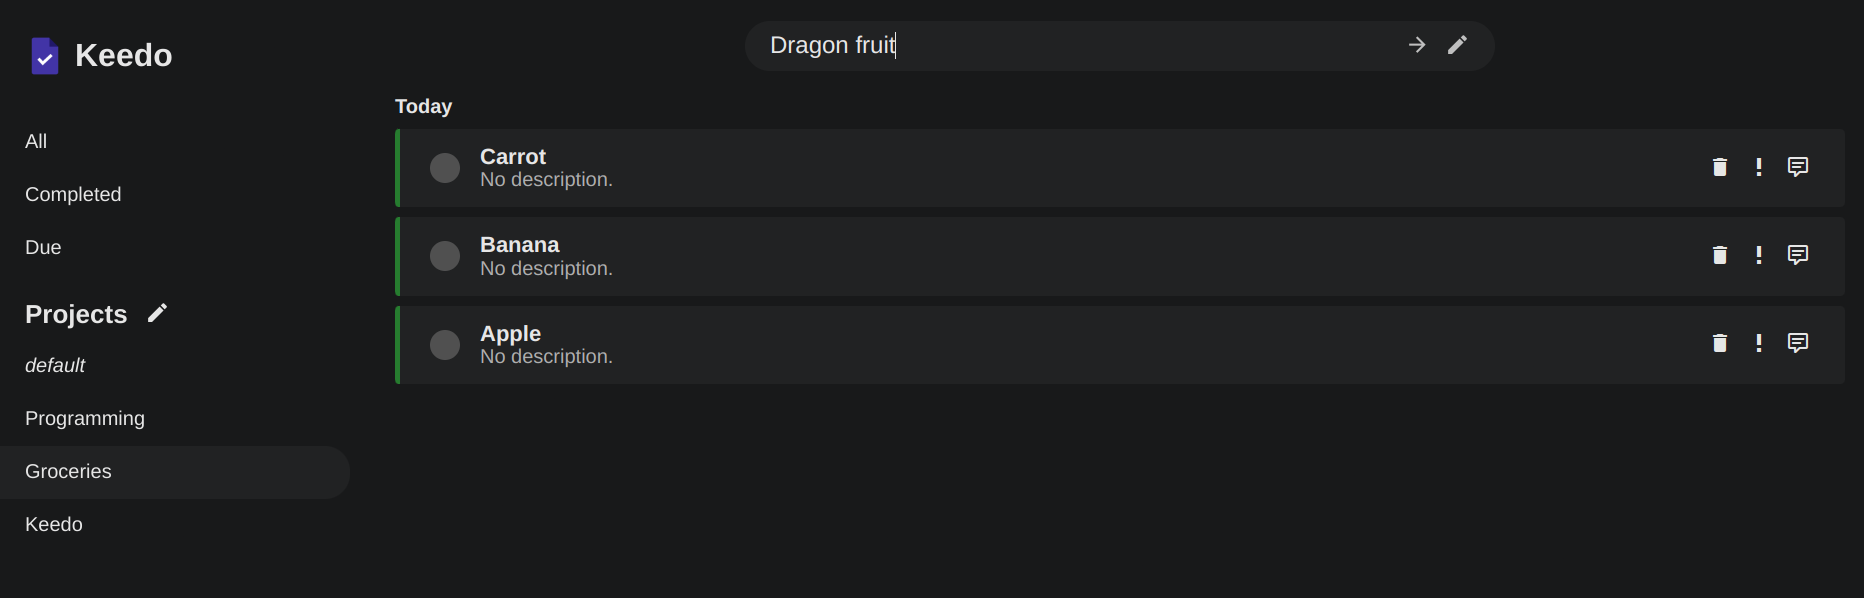 Keedo
All
Completed
Due
Projects
default
Programming
Groceries
Keedo
Dragon fruit
Today
Carrot
No description.
Banana
No description.
Apple
No description.